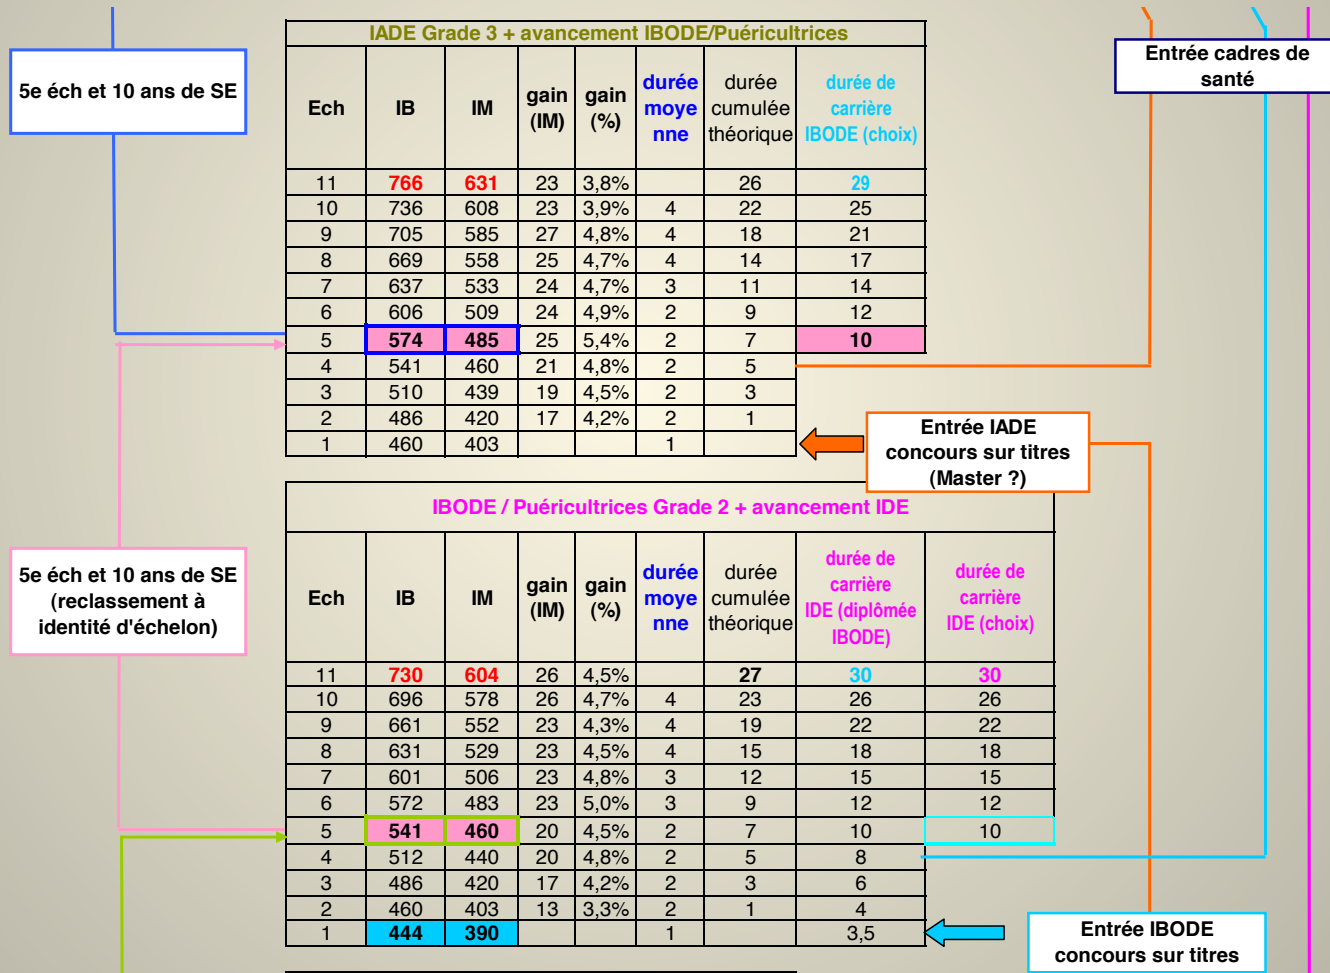 5e éch et 10 ans de SE
IADE Grade 3 + avancement IBODE/Puéricultrices
Entrée cadres de
santé
Ech IB IM gain (IM) gain (%) durée moye nne durée cumulée théorique durée de carrière IBODE (choix)
11 766 631 23 3,8% 26 29
10 736 608 23 3,9% 4 22 25
9 705 585 27 4,8% 4 18 21
8 669 558 25 4,7% 4 14 17
7 637 533 24 4,7% 3 11 14
6 606 509 24 4,9% 2 9 12
5 574 485 25 5,4% 2 7 10
4 541 460 21 4,8% 2 5
3 510 439 19 4,5% 2 3
2 486 420 17 4,2% 2 1
1 460 403 1
Entrée IADE
concours sur titres
(Master ?)
IBODE / Puéricultrices Grade 2 + avancement IDE
5e éch et 10 ans de SE
(reclassement à
identité d'échelon)
Ech IB IM gain (IM) gain (%) durée moye nne durée cumulée théorique durée de carrière IDE (diplômée IBODE) durée de carrière IDE (choix)
11 730 604 26 4,5% 27 30 30
10 696 578 26 4,7% 4 23 26 26
9 661 552 23 4,3% 4 19 22 22
8 631 529 23 4,5% 4 15 18 18
7 601 506 23 4,8% 3 12 15 15
6 572 483 23 5,0% 3 9 12 12
5 541 460 20 4,5% 2 7 10 10
4 512 440 20 4,8% 2 5 8
3 486 420 17 4,2% 2 3 6
2 460 403 13 3,3% 2 1 4
1 444 390 1 3,5
Entrée IBODE
concours sur titres